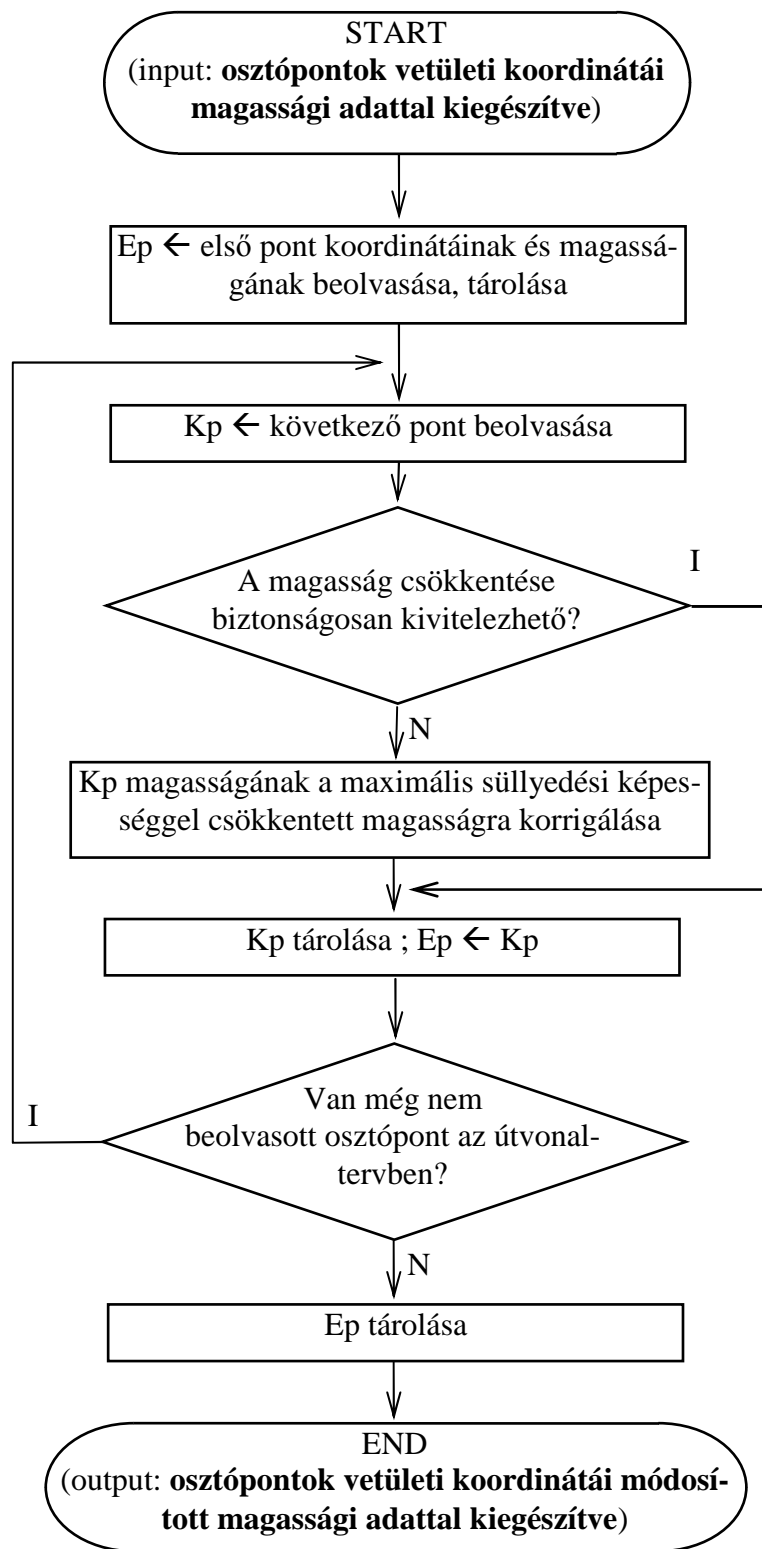 START
(input: osztópontok vetületi koordinátái
magassági adattal kiegészítve)
Ep ← első pont koordinátáinak és magassá-
gának beolvasása, tárolása
Kp ← következő pont beolvasása
I
A magasság csökkentése
biztonságosan kivitelezhető?
N
Kp magasságának a maximális süllyedési képes-
séggel csökkentett magasságra korrigálása
Kp tárolása ; Ep ← Kp
Van még nem
beolvasott osztópont az útvonal-
tervben?
I
N
Ep tárolása
END
(output: osztópontok vetületi koordinátái módosí-
tott magassági adattal kiegészítve)